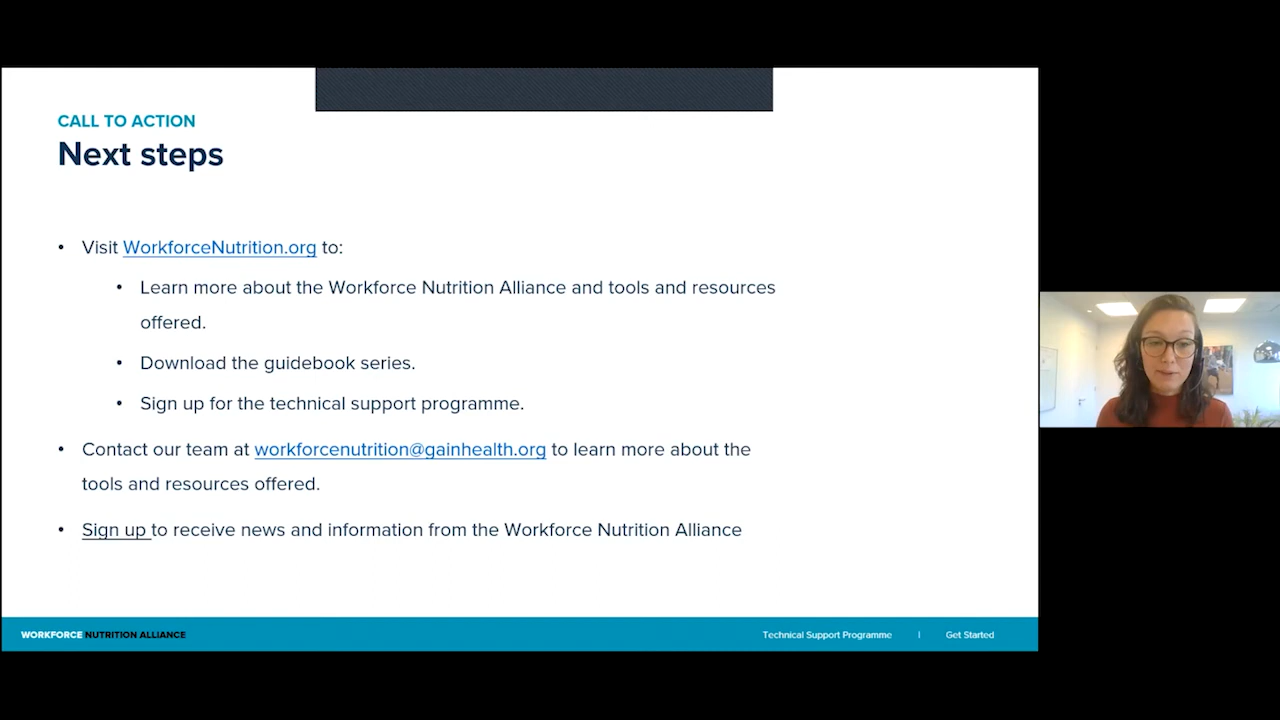 CALL TO ACTION
Next steps
• Visit WorkforceNutrition.org to:
• Learn more about the Workforce Nutrition Alliance and tools and resources
offered.
• Download the guidebook series.
• Sign up for the technical support programme.
• Contact our team at workforcenutrition@gainhealth.org to learn more about the
tools and resources offered.
• Sign up to receive news and information from the Workforce Nutrition Alliance
WORKFORCE NUTRITION ALLIANCE
Technical Support Programme | Get Started